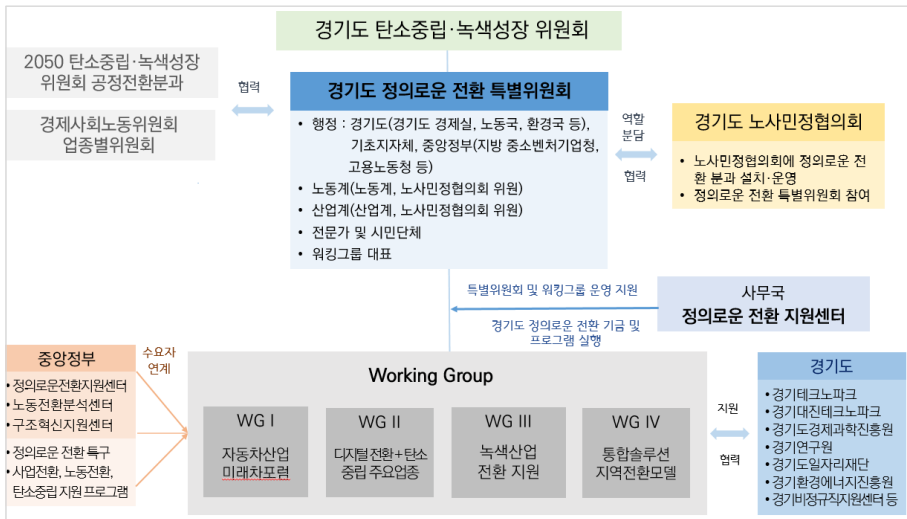 경기도 탄소중립·녹색성장 위원회
2050 탄소중립·녹색성장
위원회 공정전환분과
경제사회노동위원회
업종별위원회
협력
경기도 정의로운 전환 특별위원회
• 행정 : 경기도(경기도 경제실, 노동국, 환경국 등),
기초지자체, 중앙정부(지방 중소벤처기업청,
고용노동청 등)
• 노동계(노동계, 노사민정협의회 위원)
• 산업계(산업계, 노사민정협의회 위원)
• 전문가 및 시민단체
• 워킹그룹 대표
역할
분담
협력
경기도 노사민정협의회
• 노사민정협의회에 정의로운 전
환 분과 설치·운영
• 정의로운 전환 특별위원회 참여
특별위원회 및 워킹그룹 운영 지원
경기도 정의로운 전환 기금 및
프로그램 실행
사무국
정의로운 전환 지원센터
중앙정부
• 정의로운전환지원센터
• 노동전환분석센터
• 구조혁신지원센터
• 정의로운 전환 특구
• 사업전환, 노동전환,
탄소중립 지원 프로그램
수요자
연계
Working Group
WG I
자동차산업
미래차포럼
WG II
디지털 전환 + 탄소
중립 주요업종
WG III
녹색산업
전환 지원
WG IV
통합솔루션
지역전환모델
지원
협력
경기도
• 경기테크노파크
• 경기대진테크노파크
• 경기도경제과학진흥원
• 경기연구원
• 경기도일자리재단
• 경기환경에너지진흥원
• 경기비정규직지원센터 등